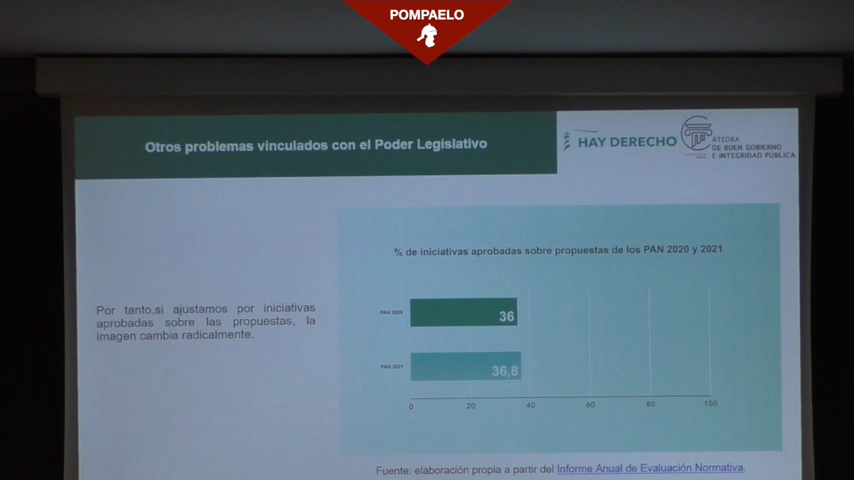 POMPAELO
Otros problemas vinculados con el Poder Legislativo
HAY DERECHO
CÁTEDRA
DE BUEN GOBIERNO
E INTEGRIDAD PÚBLICA
Por tanto,si ajustamos por iniciativas
aprobadas sobre las propuestas, la
imagen cambia radicalmente.
% de iniciativas aprobadas sobre propuestas de los PAN 2020 y 2021
PAN 2020
36
PAN 2021
36,8
0 20 40 60 80 100
Fuente: elaboración propia a partir del Informe Anual de Evaluación Normativa.